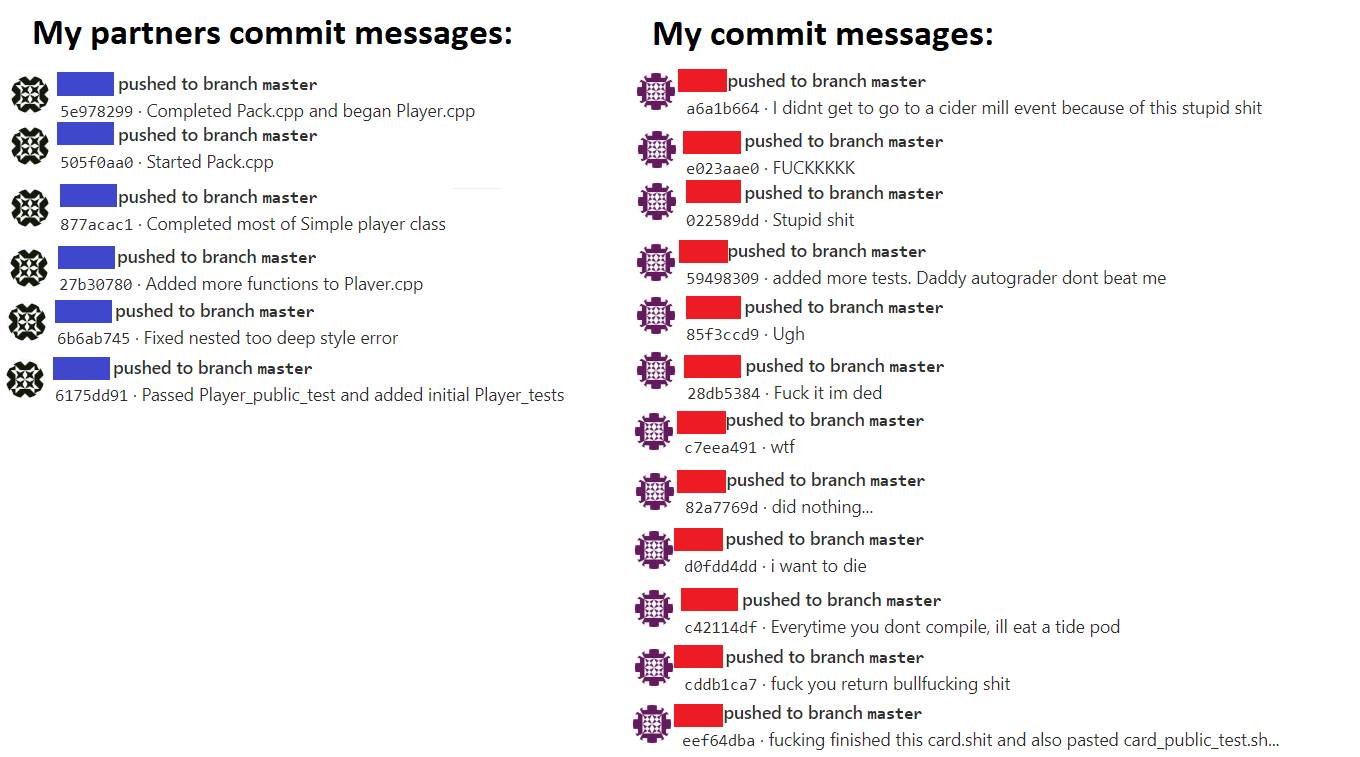 My partners commit messages:
pushed to branch master
5e978299 · Completed Pack.cpp and began Player.cpp
pushed to branch master
505f0aa0 · Started Pack.cpp
pushed to branch master
877acac1 · Completed most of Simple player class
pushed to branch master
27b30780 · Added more functions to Player.cpp
pushed to branch master
6b6ab745 · Fixed nested too deep style error
pushed to branch master
6175dd91 · Passed Player_public_test and added initial Player_tests
My commit messages:
pushed to branch master
a6a1b664 · I didnt get to go to a cider mill event because of this stupid shit
pushed to branch master
e023aae0 · FUCKKKKK
pushed to branch master
022589dd · Stupid shit
pushed to branch master
59498309 · added more tests. Daddy autograder dont beat me
pushed to branch master
85f3ccd9 · Ugh
pushed to branch master
28db5384 · Fuck it im ded
pushed to branch master
c7eea491 · wtf
pushed to branch master
82a7769d · did nothing...
pushed to branch master
d0fdd4dd · i want to die
pushed to branch master
c42114df · Everytime you dont compile, ill eat a tide pod
pushed to branch master
cddb1ca7 · fuck you return bullfucking shit
pushed to branch master
eef64dba · fucking finished this card.shit and also pasted card_public_test.sh...